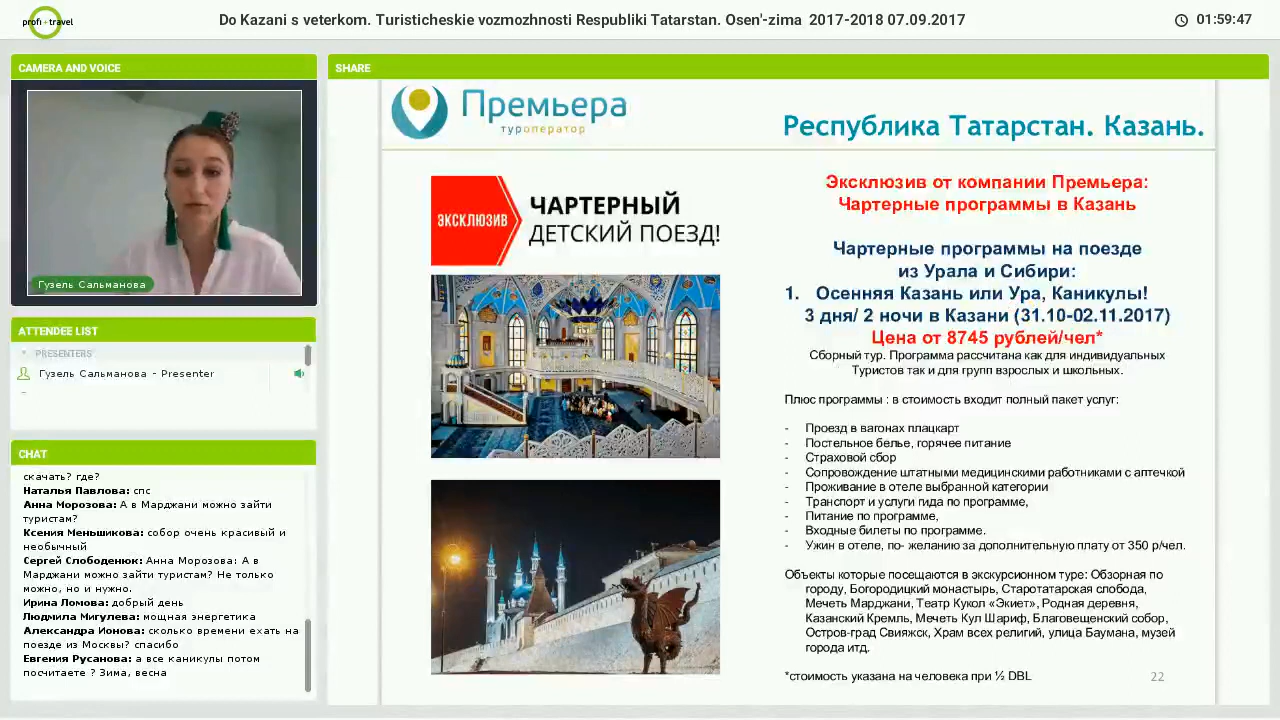 profi travel
Do Kazani s veterkom. Turisticheskie vozmozhnosti Respubliki Tatarstan. Osen'-zima 2017-2018 07.09.2017
01:59:47
CAMERA AND VOICE
Гузель Сальманова
ATTENDEE LIST
PRESENTERS
Гузель Сальманова - Presenter
CHAT
скачать? где?
Наталья Павлова: спс
Анна Морозова: А в Марджани можно зайти
туристам?
Ксения Меньшикова: собор очень красивый и
необычный
Сергей Слободенюк: Анна Морозова: А в
Марджани можно зайти туристам? Не только
можно, но и нужно.
Ирина Ломова: добрый день
Людмила Мигулева: мощная энергетика
Александра Ионова: сколько времени ехать на
поезде из Москвы? спасибо
Евгения Русанова: а все каникулы потом
посчитаете ? Зима, весна
SHARE
Премьера
туроператор
Республика Татарстан. Казань.
ЭКСКЛЮЗИВ
ЧАРТЕРНЫЙ
ДЕТСКИЙ ПОЕЗД!
Эксклюзив от компании Премьера:
Чартерные программы в Казань
Чартерные программы на поезде
из Урала и Сибири:
1. Осенняя Казань или Ура, Каникулы!
3 дня/ 2 ночи в Казани (31.10-02.11.2017)
Цена от 8745 рублей/чел*
Сборный тур. Программа рассчитана как для индивидуальных
Туристов так и для групп взрослых и школьных.
Плюс программы : в стоимость входит полный пакет услуг:
- Проезд в вагонах плацкарт
- Постельное белье, горячее питание
- Страховой сбор
- Сопровождение штатными медицинскими работниками с аптечкой
- Проживание в отеле выбранной категории
- Транспорт и услуги гида по программе,
- Питание по программе,
- Входные билеты по программе.
- Ужин в отеле, по- желанию за дополнительную плату от 350 р/чел.
Объекты которые посещаются в экскурсионном туре: Обзорная по
городу, Богородицкий монастырь, Старотатарская слобода,
Мечеть Марджани, Театр Кукол «Экиет», Родная деревня,
Казанский Кремль, Мечеть Кул Шариф, Благовещенский собор,
Остров-град Свияжск, Храм всех религий, улица Баумана, музей
города итд.
*стоимость указана на человека при ½ DBL
22